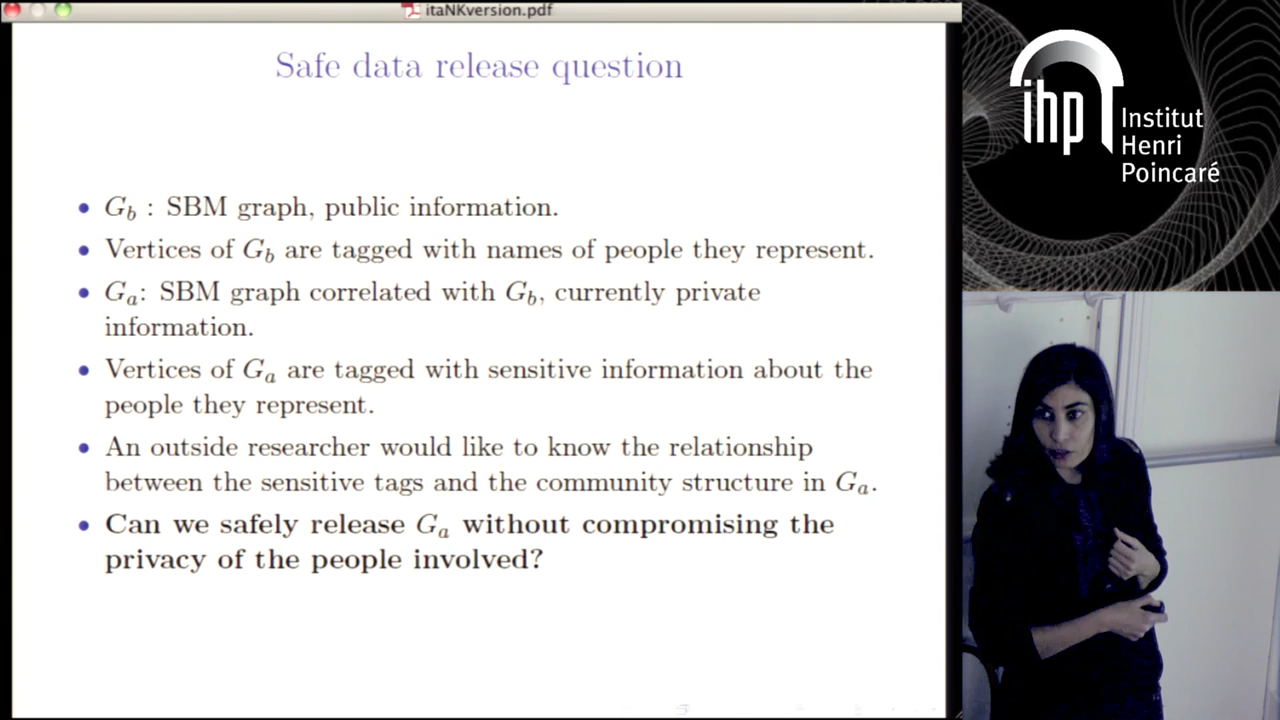 itaNKversion.pdf
Safe data release question
• G_b : SBM graph, public information.
• Vertices of G_b are tagged with names of people they represent.
• G_a: SBM graph correlated with G_b, currently private
information.
• Vertices of G_a are tagged with sensitive information about the
people they represent.
• An outside researcher would like to know the relationship
between the sensitive tags and the community structure in G_a.
• Can we safely release G_a without compromising the
privacy of the people involved?
ihp
Institut
Henri
Poincaré